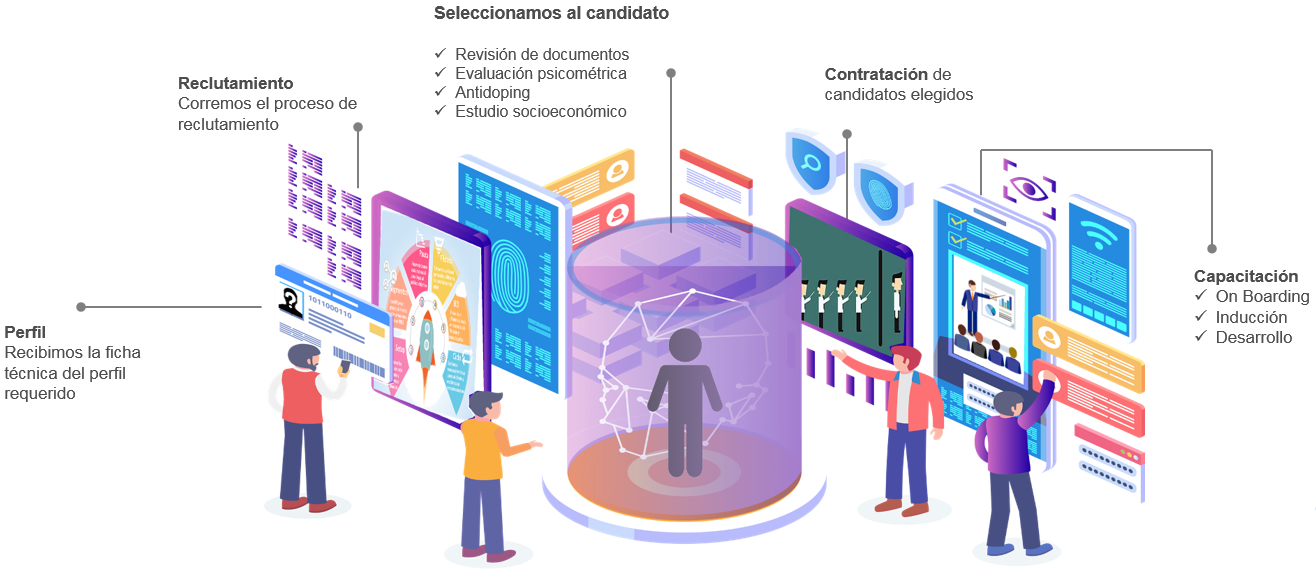 Seleccionamos al candidato
✓ Revisión de documentos
✓ Evaluación psicométrica
✓ Antidoping
✓ Estudio socioeconómico
Reclutamiento
Corremos el proceso de
reclutamiento
Contratación de
candidatos elegidos
Perfil
Recibimos la ficha
técnica del perfil
requerido
1011000110
Capacitación
✓ On Boarding
✓ Inducción
✓ Desarrollo